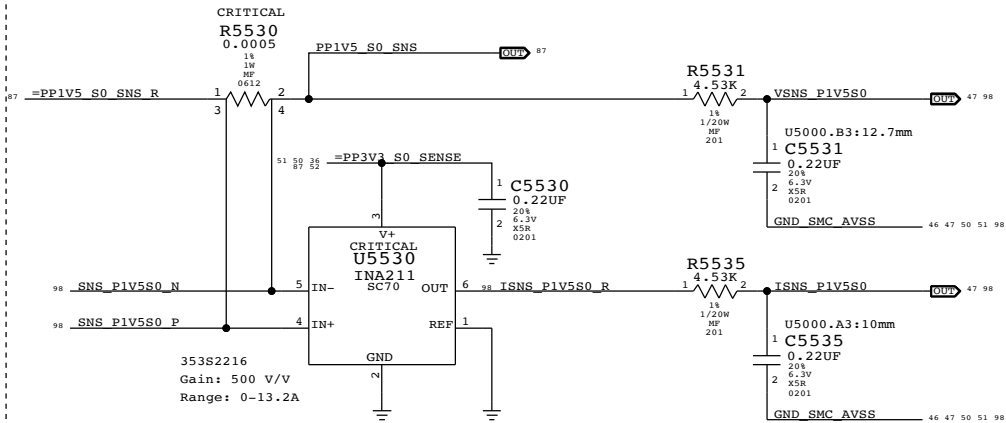 CRITICAL
R5530
0.0005
1%
1W
MF
0612
PP1V5_S0_SNS
OUT 87
87 =PP1V5_S0_SNS_R
1 2
3 4
R5531
4.53K
1 2
1%
1/20W
MF
201
VSNS_P1V5S0
OUT 47 98
U5000.B3:12.7mm
1 C5531
0.22UF
20%
6.3V
X5R
0201
2
GND_SMC_AVSS 46 47 50 51 98
51 50 36
87 52
=PP3V3_S0_SENSE
1 C5530
0.22UF
20%
6.3V
X5R
0201
2
3
V+
CRITICAL
U5530
INA211
SC70
98 SNS_P1V5S0_N 5 IN-
OUT 6 98 ISNS_P1V5S0_R
98 SNS_P1V5S0_P 4 IN+
REF 1
GND
2
353S2216
Gain: 500 V/V
Range: 0-13.2A
R5535
4.53K
1 2
1%
1/20W
MF
201
ISNS_P1V5S0
OUT 47 98
U5000.A3:10mm
1 C5535
0.22UF
20%
6.3V
X5R
0201
2
GND_SMC_AVSS 46 47 50 51 98